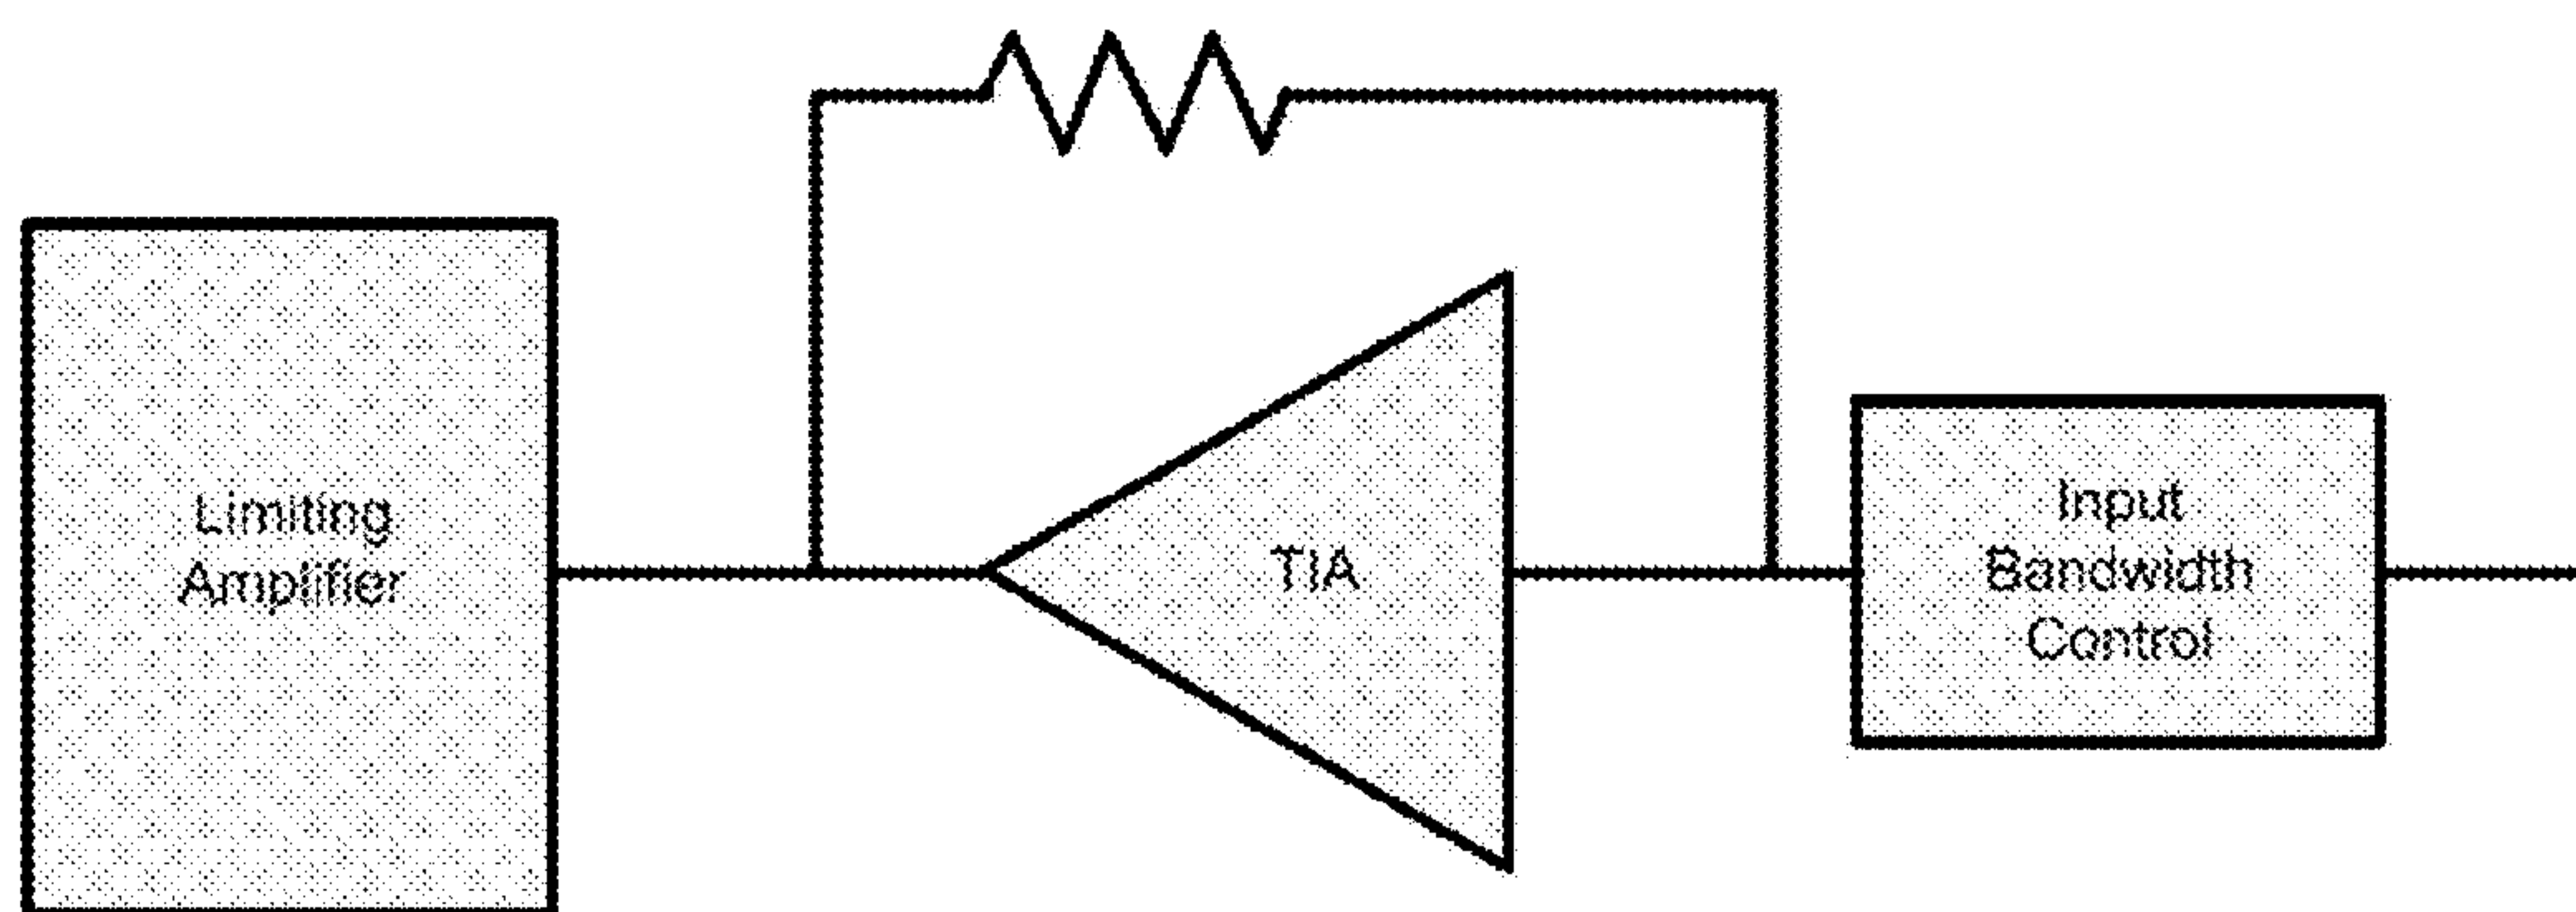 Limiting
Amplifier
TIA
Input
Bandwidth
Control